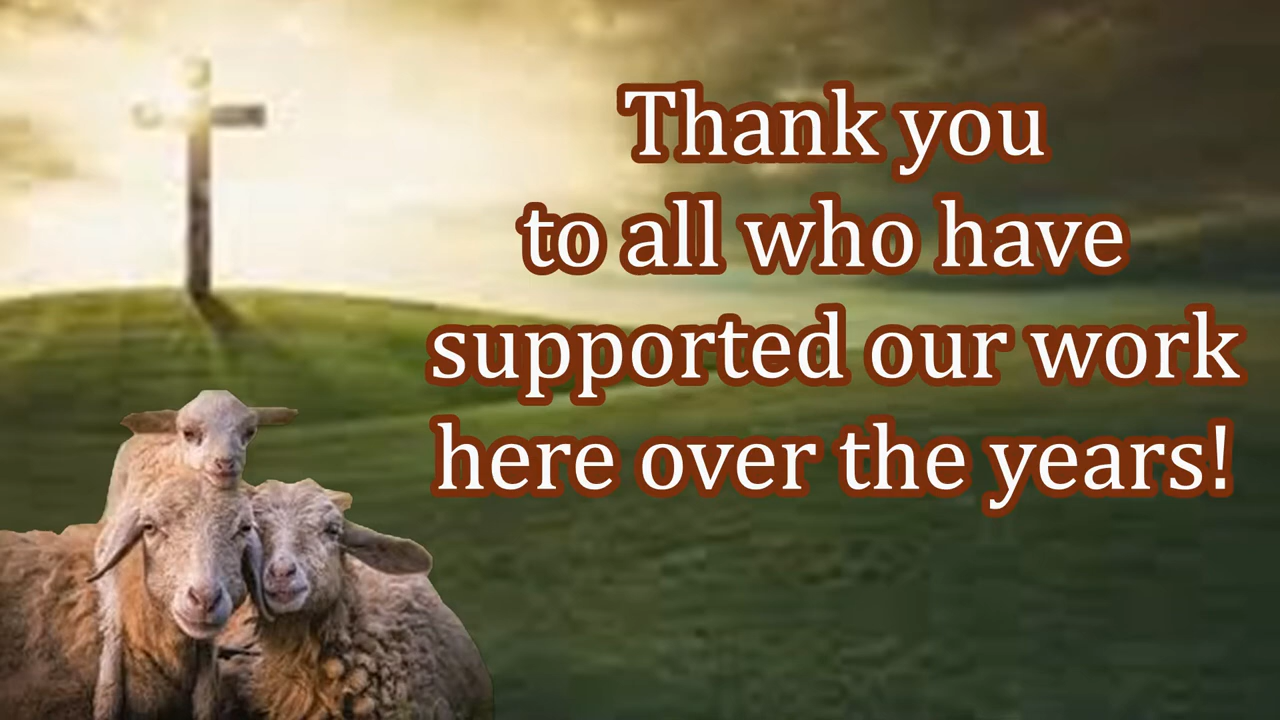 Thank you
to all who have
supported our work
here over the years!